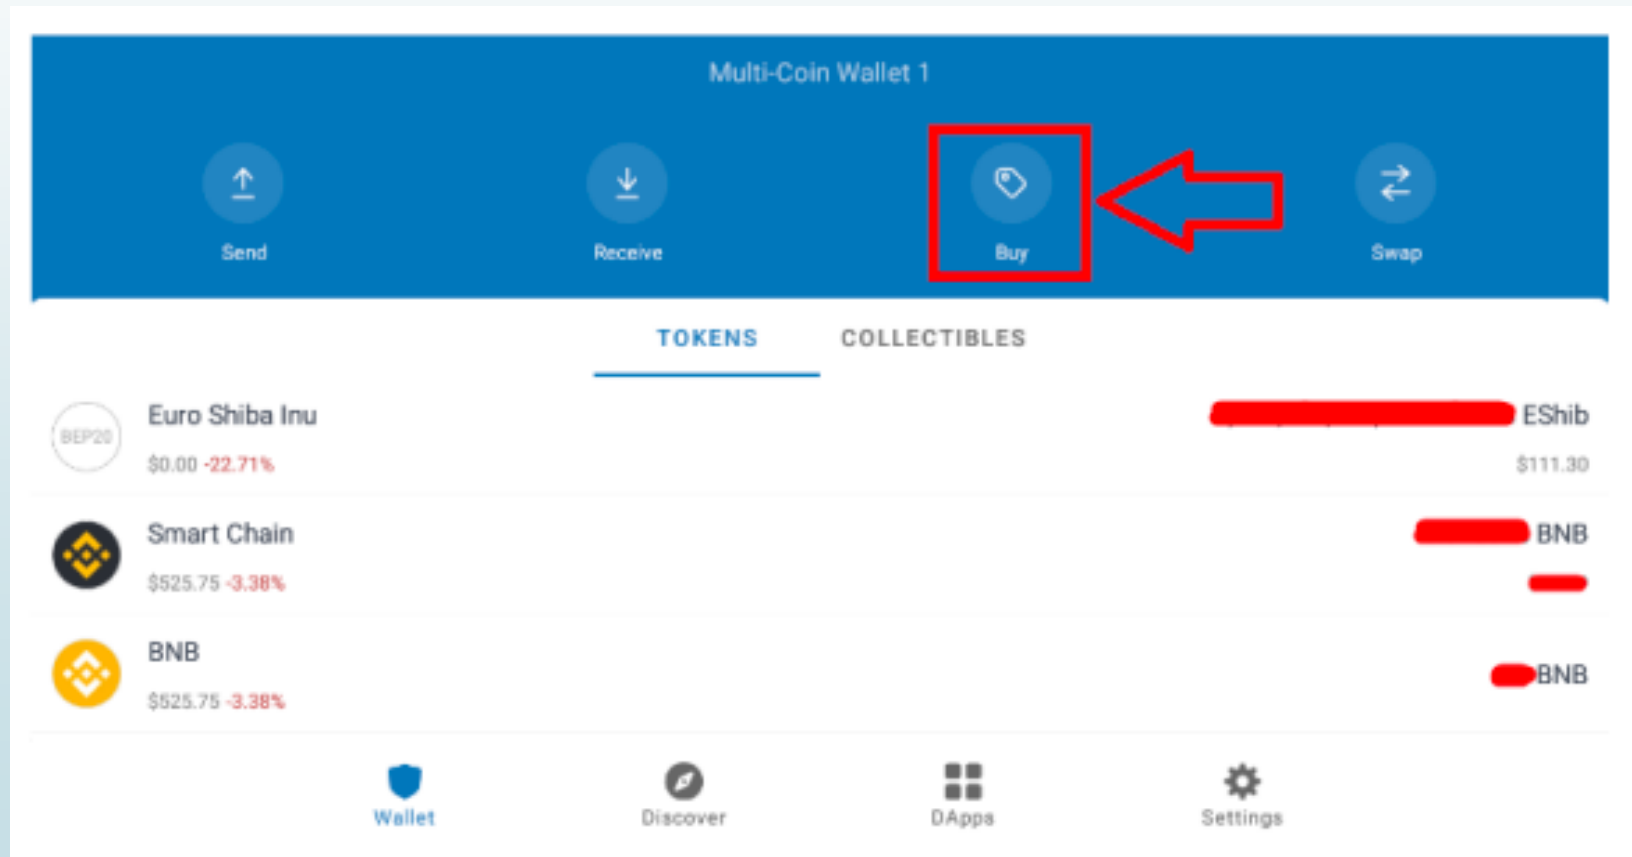 Multi-Coin Wallet 1
Send Receive Buy Swap
TOKENS COLLECTIBLES
BEP20 Euro Shiba Inu EShib
$0.00 -22.71% $111.30
Smart Chain BNB
$525.75 -3.38%
BNB BNB
$525.75 -3.38%
Wallet Discover DApps Settings